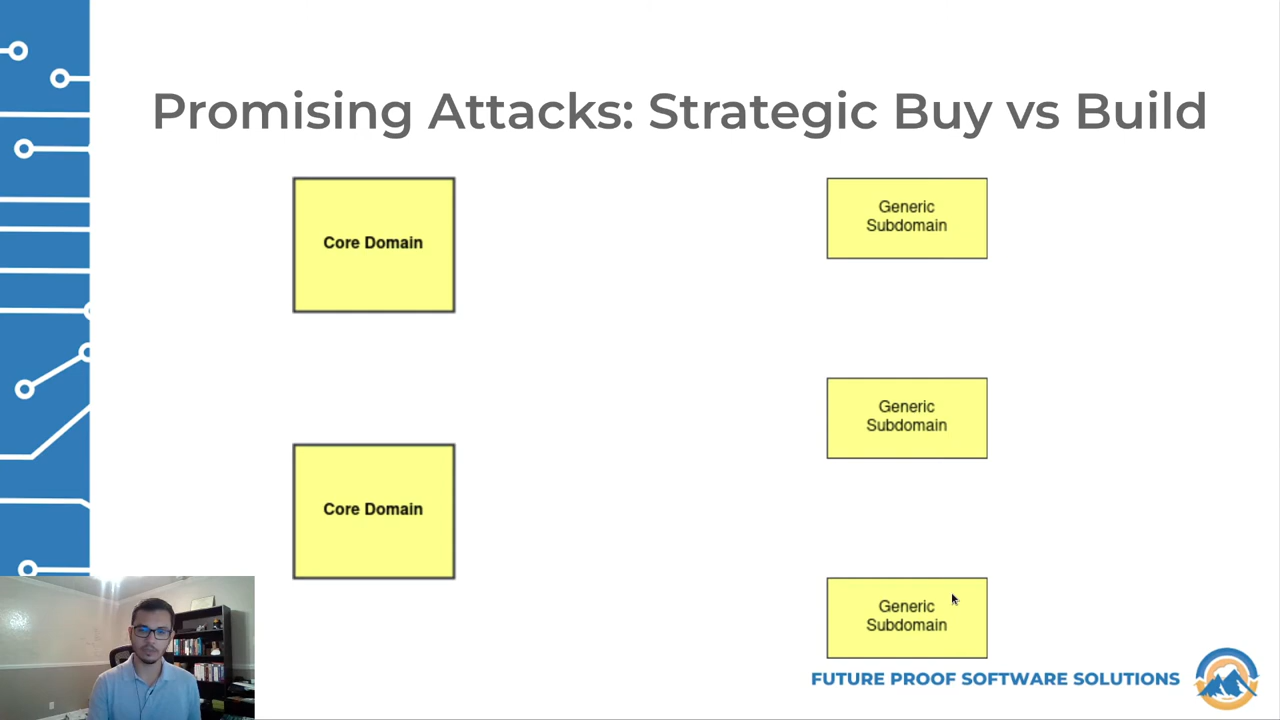 Promising Attacks: Strategic Buy vs Build
Core Domain
Generic
Subdomain
Generic
Subdomain
Core Domain
Generic
Subdomain
FUTURE PROOF SOFTWARE SOLUTIONS